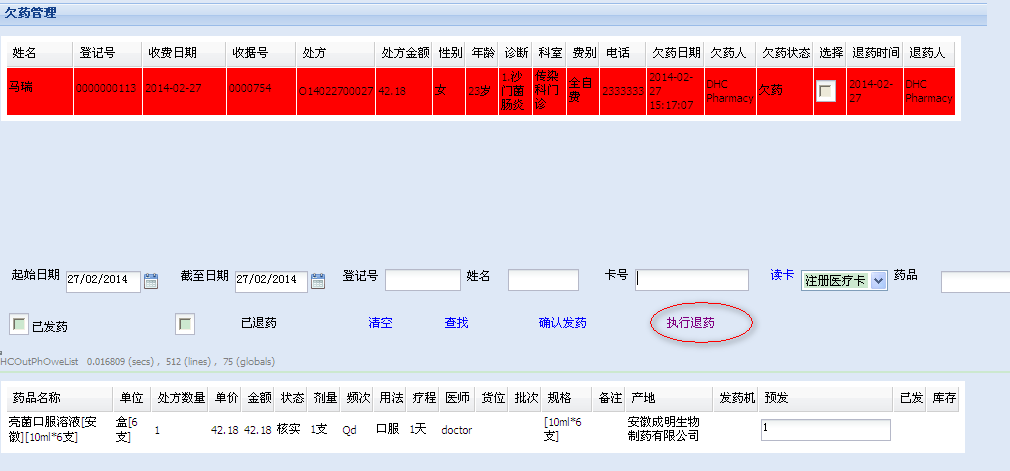 欠药管理
姓名 登记号 收费日期 收据号 处方 处方金额 性别 年龄 诊断 科室 费别 电话 欠药日期 欠药人 欠药状态 选择 退药时间 退药人
马瑞 0000000113 2014-02-27 0000754 O14022700027 42.18 女 23岁 1.沙门菌肠炎 传染科门诊 全自费 2333333 2014-02-27 15:17:07 DHC Pharmacy 欠药 2014-02-27 DHC Pharmacy
起始日期 27/02/2014 截至日期 27/02/2014 登记号 姓名 卡号 读卡 注册医疗卡 药品
已发药 已退药 清空 查找 确认发药 执行退药
HCOutPhOweList 0.016809 (secs) , 512 (lines) , 75 (globals)
药品名称 单位 处方数量 单价 金额 状态 剂量 频次 用法 疗程 医师 货位 批次 规格 备注 产地 发药机 预发 已发 库存
亮菌口服溶液[安徽][10ml*6支] 盒[6支] 1 42.18 42.18 核实 1支 Qd 口服 1天 doctor [10ml*6支] 安徽成明生物制药有限公司 1